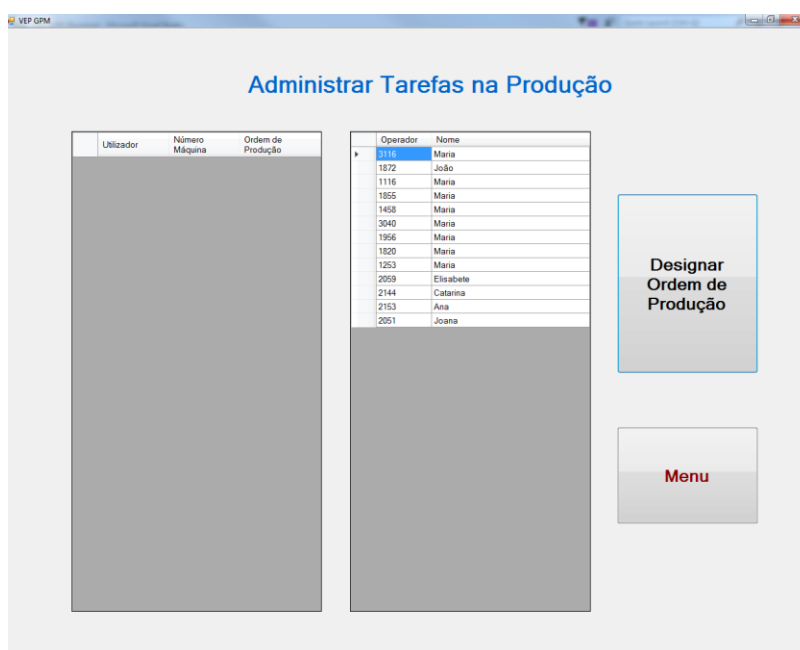 VEP GPM
Administrar Tarefas na Produção
Utilizador Número Máquina Ordem de Produção
Operador Nome
3116 Maria
1872 João
1116 Maria
1855 Maria
1458 Maria
3040 Maria
1956 Maria
1820 Maria
1253 Maria
2059 Elisabete
2144 Catarina
2153 Ana
2051 Joana
Designar
Ordem de
Produção
Menu